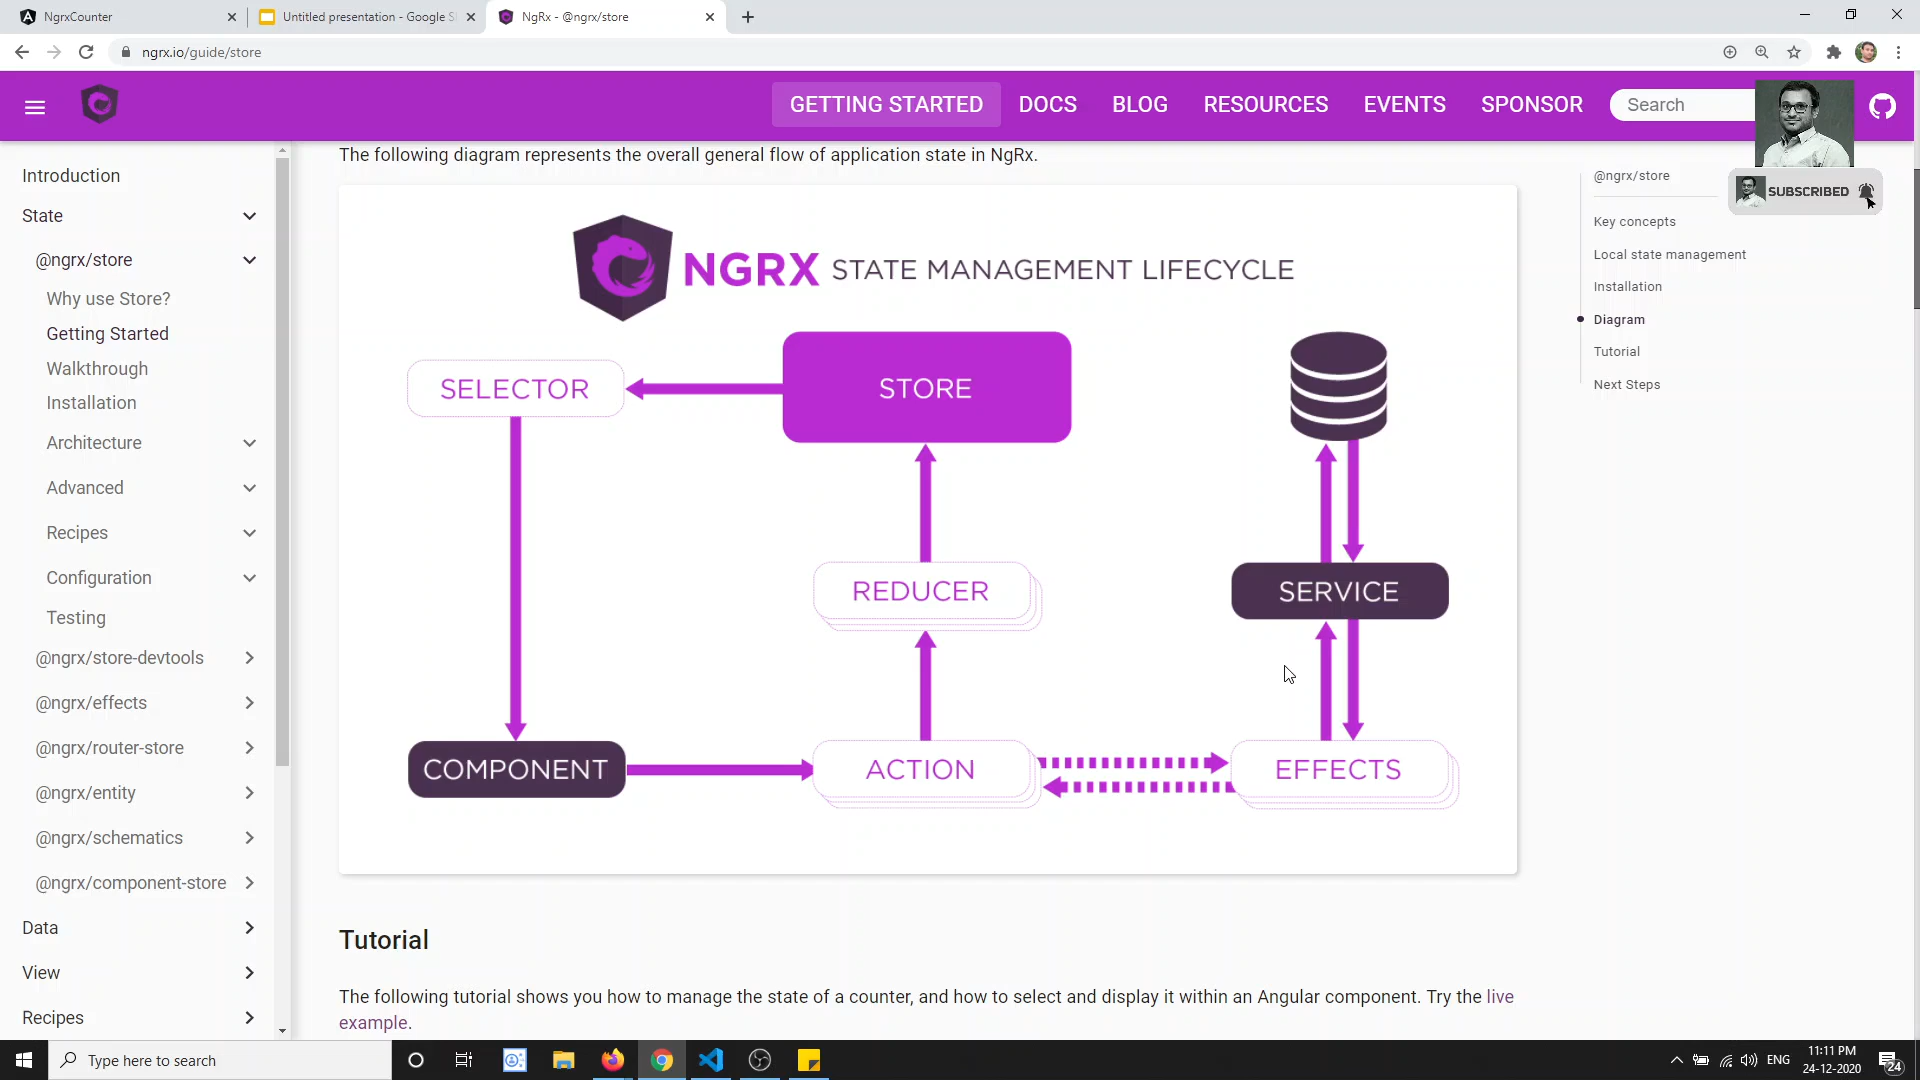 NgrxCounter
Untitled presentation - Google S
NgRx - @ngrx/store
ngrx.io/guide/store
GETTING STARTED
DOCS
BLOG
RESOURCES
EVENTS
SPONSOR
Search
SUBSCRIBED
Introduction
State
@ngrx/store
Why use Store?
Getting Started
Walkthrough
Installation
Architecture
Advanced
Recipes
Configuration
Testing
@ngrx/store-devtools
@ngrx/effects
@ngrx/router-store
@ngrx/entity
@ngrx/schematics
@ngrx/component-store
Data
View
Recipes
The following diagram represents the overall general flow of application state in NgRx.
NGRX STATE MANAGEMENT LIFECYCLE
SELECTOR
STORE
REDUCER
SERVICE
COMPONENT
ACTION
EFFECTS
Tutorial
The following tutorial shows you how to manage the state of a counter, and how to select and display it within an Angular component. Try the live
example.
@ngrx/store
Key concepts
Local state management
Installation
Diagram
Tutorial
Next Steps
Type here to search
ENG
11:11 PM
24-12-2020
24